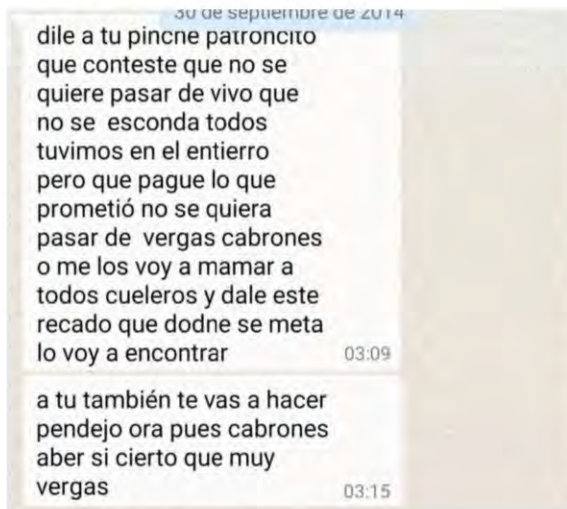 30 de septiembre de 2014
dile a tu pinche patroncito
que conteste que no se
quiere pasar de vivo que
no se esconda todos
tuvimos en el entierro
pero que pague lo que
prometió no se quiera
pasar de vergas cabrones
o me los voy a mamar a
todos cueleros y dale este
recado que dodne se meta
lo voy a encontrar 03:09
a tu también te vas a hacer
pendejo ora pues cabrones
aber si cierto que muy
vergas 03:15